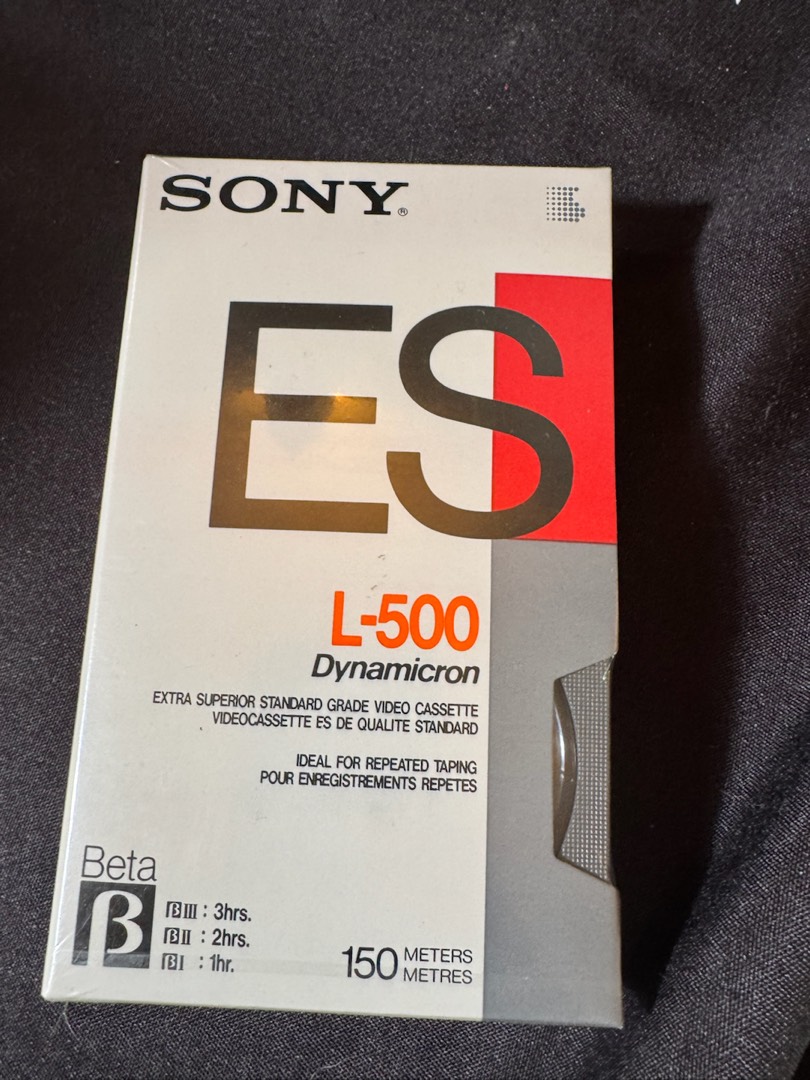 SONY®
ES
L-500
Dynamicron
EXTRA SUPERIOR STANDARD GRADE VIDEO CASSETTE
VIDEOCASSETTE ES DE QUALITE STANDARD
IDEAL FOR REPEATED TAPING
POUR ENREGISTREMENTS REPETES
Beta
β
βIII : 3hrs.
βII : 2hrs.
βI : 1hr.
150 METERS
METRES